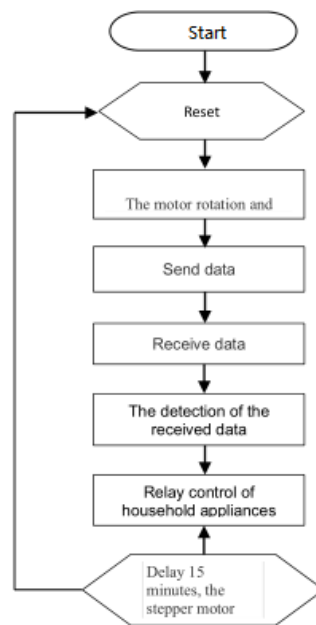 Start
Reset
The motor rotation and
Send data
Receive data
The detection of the
received data
Relay control of
household appliances
Delay 15
minutes, the
stepper motor